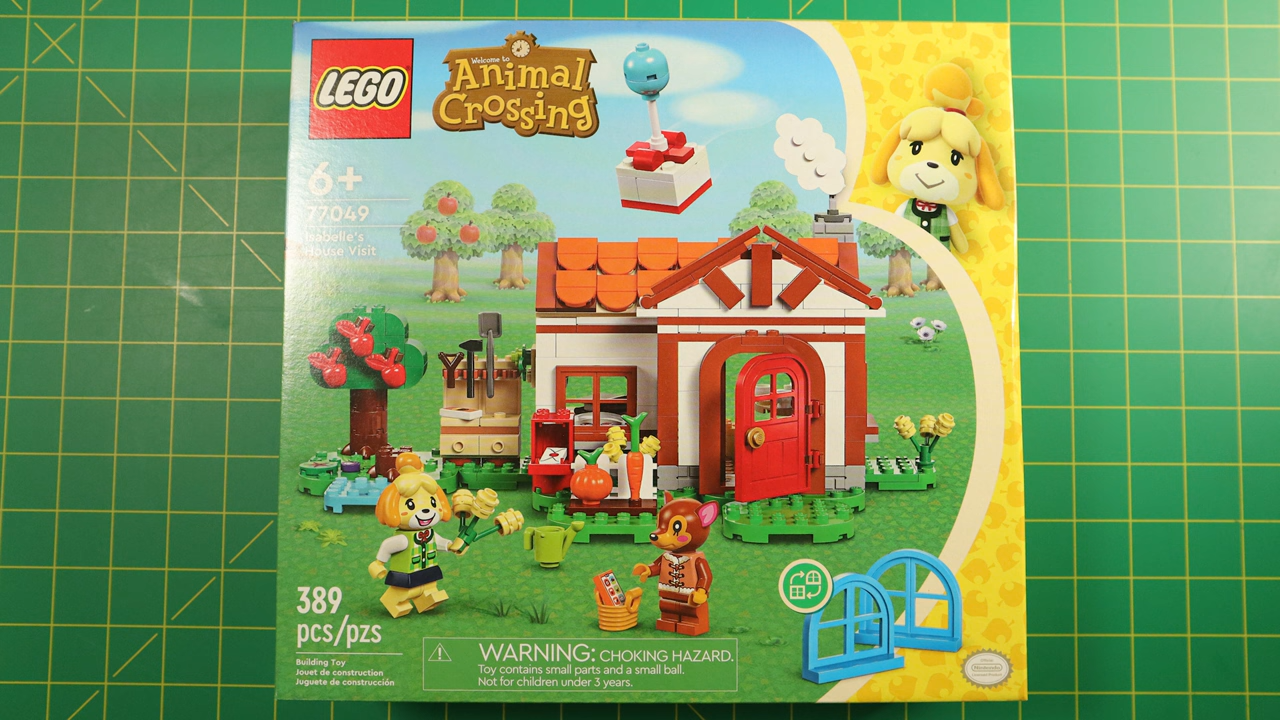 LEGO
Welcome to
Animal
Crossing
6+
77049
Isabelle's
House Visit
389
pcs/pzs
Building Toy
Jouet de construction
Juguete de construcción
WARNING: CHOKING HAZARD.
Toy contains small parts and a small ball.
Not for children under 3 years.
Nintendo